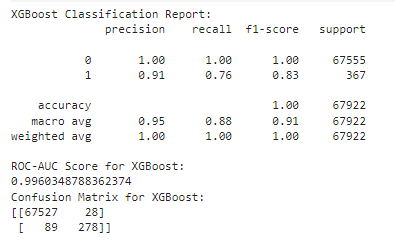 XGBoost Classification Report:
              precision    recall  f1-score   support

           0       1.00      1.00      1.00     67555
           1       0.91      0.76      0.83       367

    accuracy                           1.00     67922
   macro avg       0.95      0.88      0.91     67922
weighted avg       1.00      1.00      1.00     67922

ROC-AUC Score for XGBoost:
0.9960348788362374
Confusion Matrix for XGBoost:
[[67527    28]
 [   89   278]]